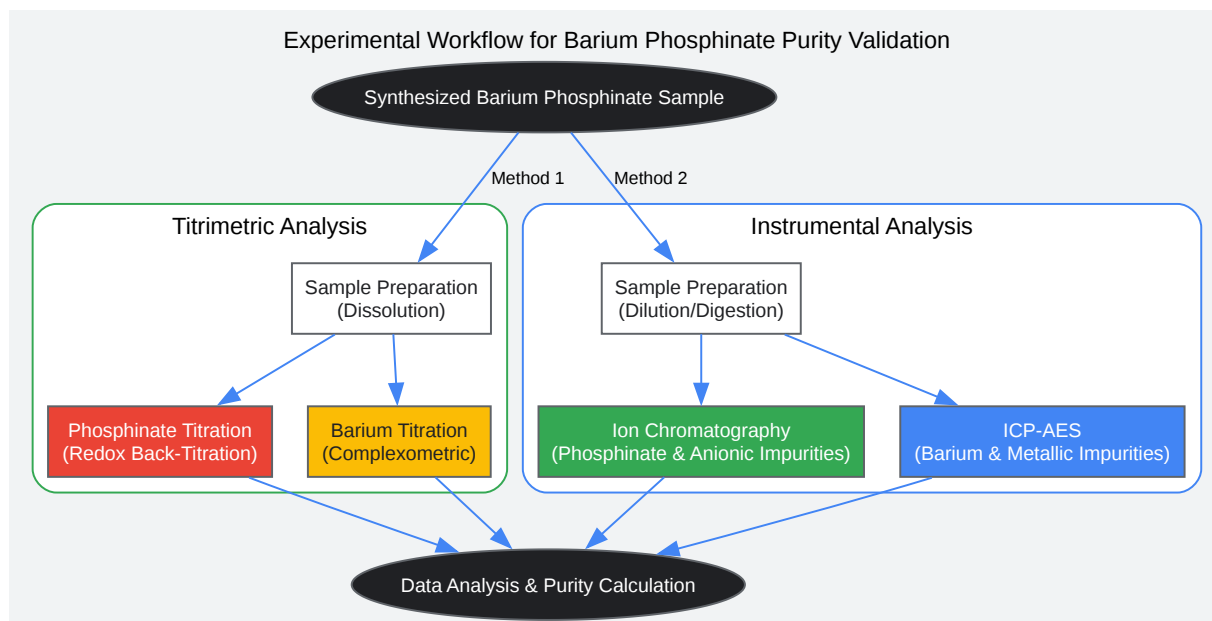 Experimental Workflow for Barium Phosphinate Purity Validation
Synthesized Barium Phosphinate Sample
Method 1
Method 2
Titrimetric Analysis
Sample Preparation
(Dissolution)
Phosphinate Titration
(Redox Back-Titration)
Barium Titration
(Complexometric)
Instrumental Analysis
Sample Preparation
(Dilution/Digestion)
Ion Chromatography
(Phosphinate & Anionic Impurities)
ICP-AES
(Barium & Metallic Impurities)
Data Analysis & Purity Calculation